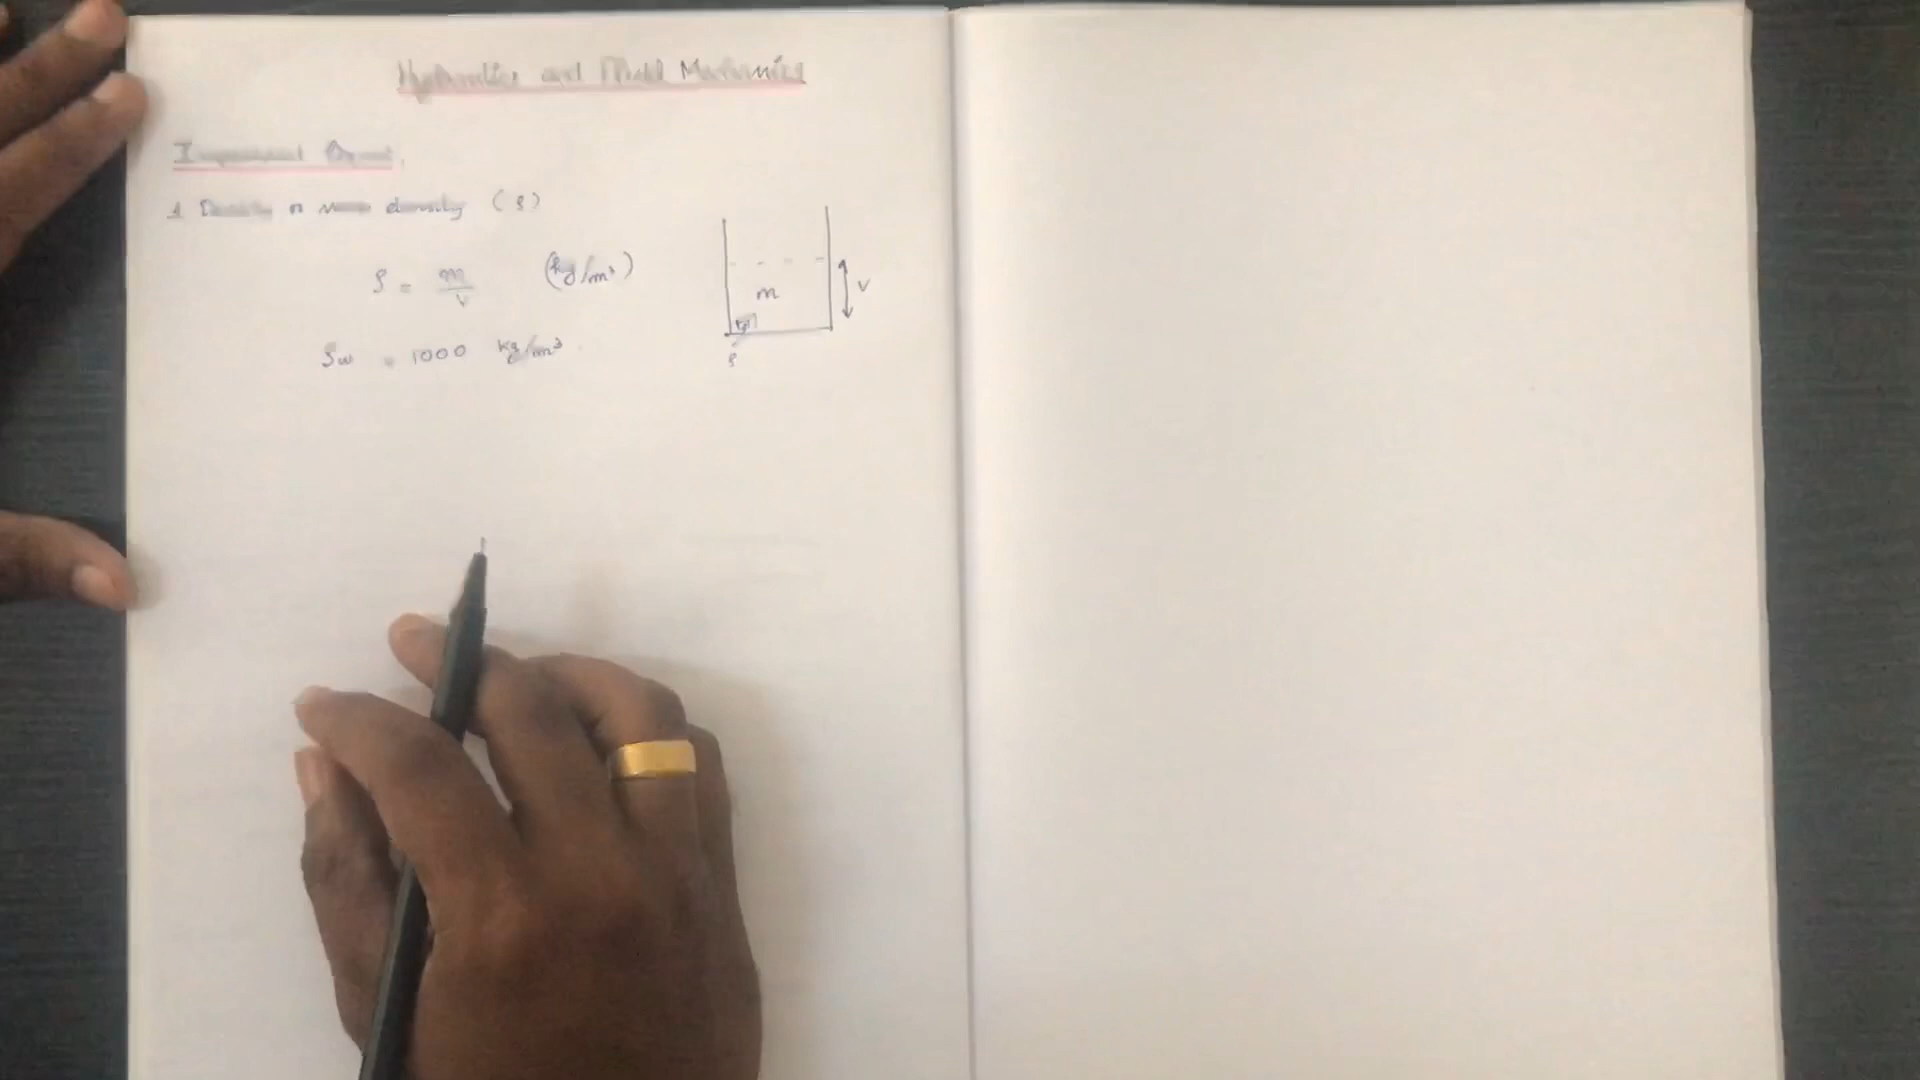 Hydraulics and Fluid Mechanics
1 Density or Mass density (ρ)
ρ = m/v (kg/m³)
ρw = 1000 kg/m³
m
v
ρ